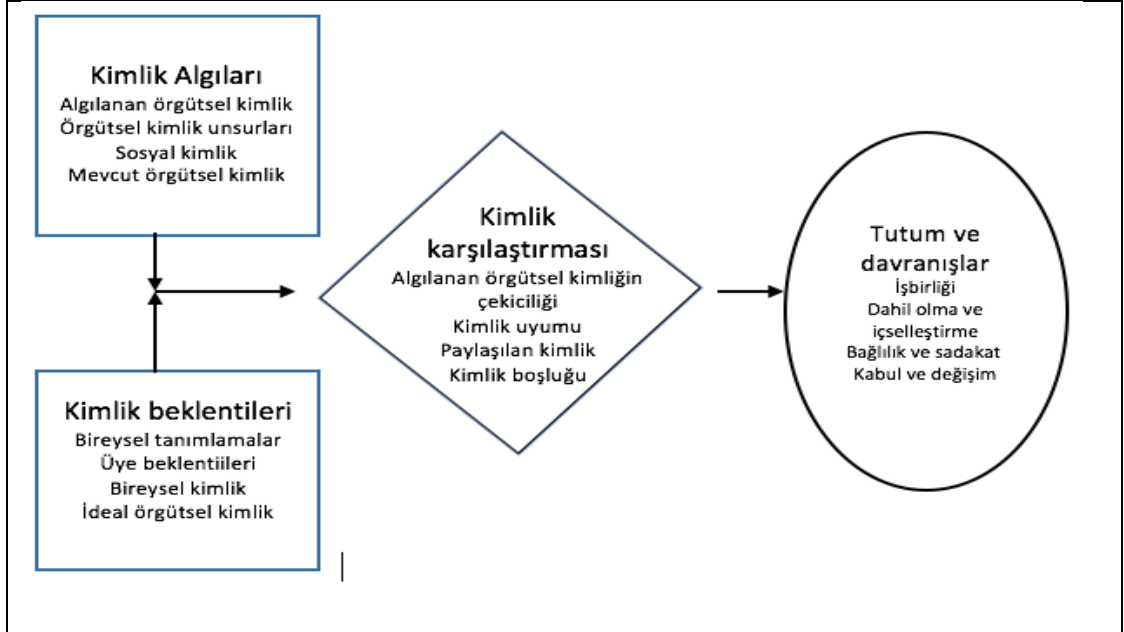 Kimlik Algıları
Algılanan örgütsel kimlik
Örgütsel kimlik unsurları
Sosyal kimlik
Mevcut örgütsel kimlik
Kimlik beklentileri
Bireysel tanımlamalar
Üye beklentiileri
Bireysel kimlik
İdeal örgütsel kimlik
Kimlik
karşılaştırması
Algılanan örgütsel kimliğin
çekiciliği
Kimlik uyumu
Paylaşılan kimlik
Kimlik boşluğu
Tutum ve
davranışlar
İşbirliği
Dahil olma ve
içselleştirme
Bağlılık ve sadakat
Kabul ve değişim